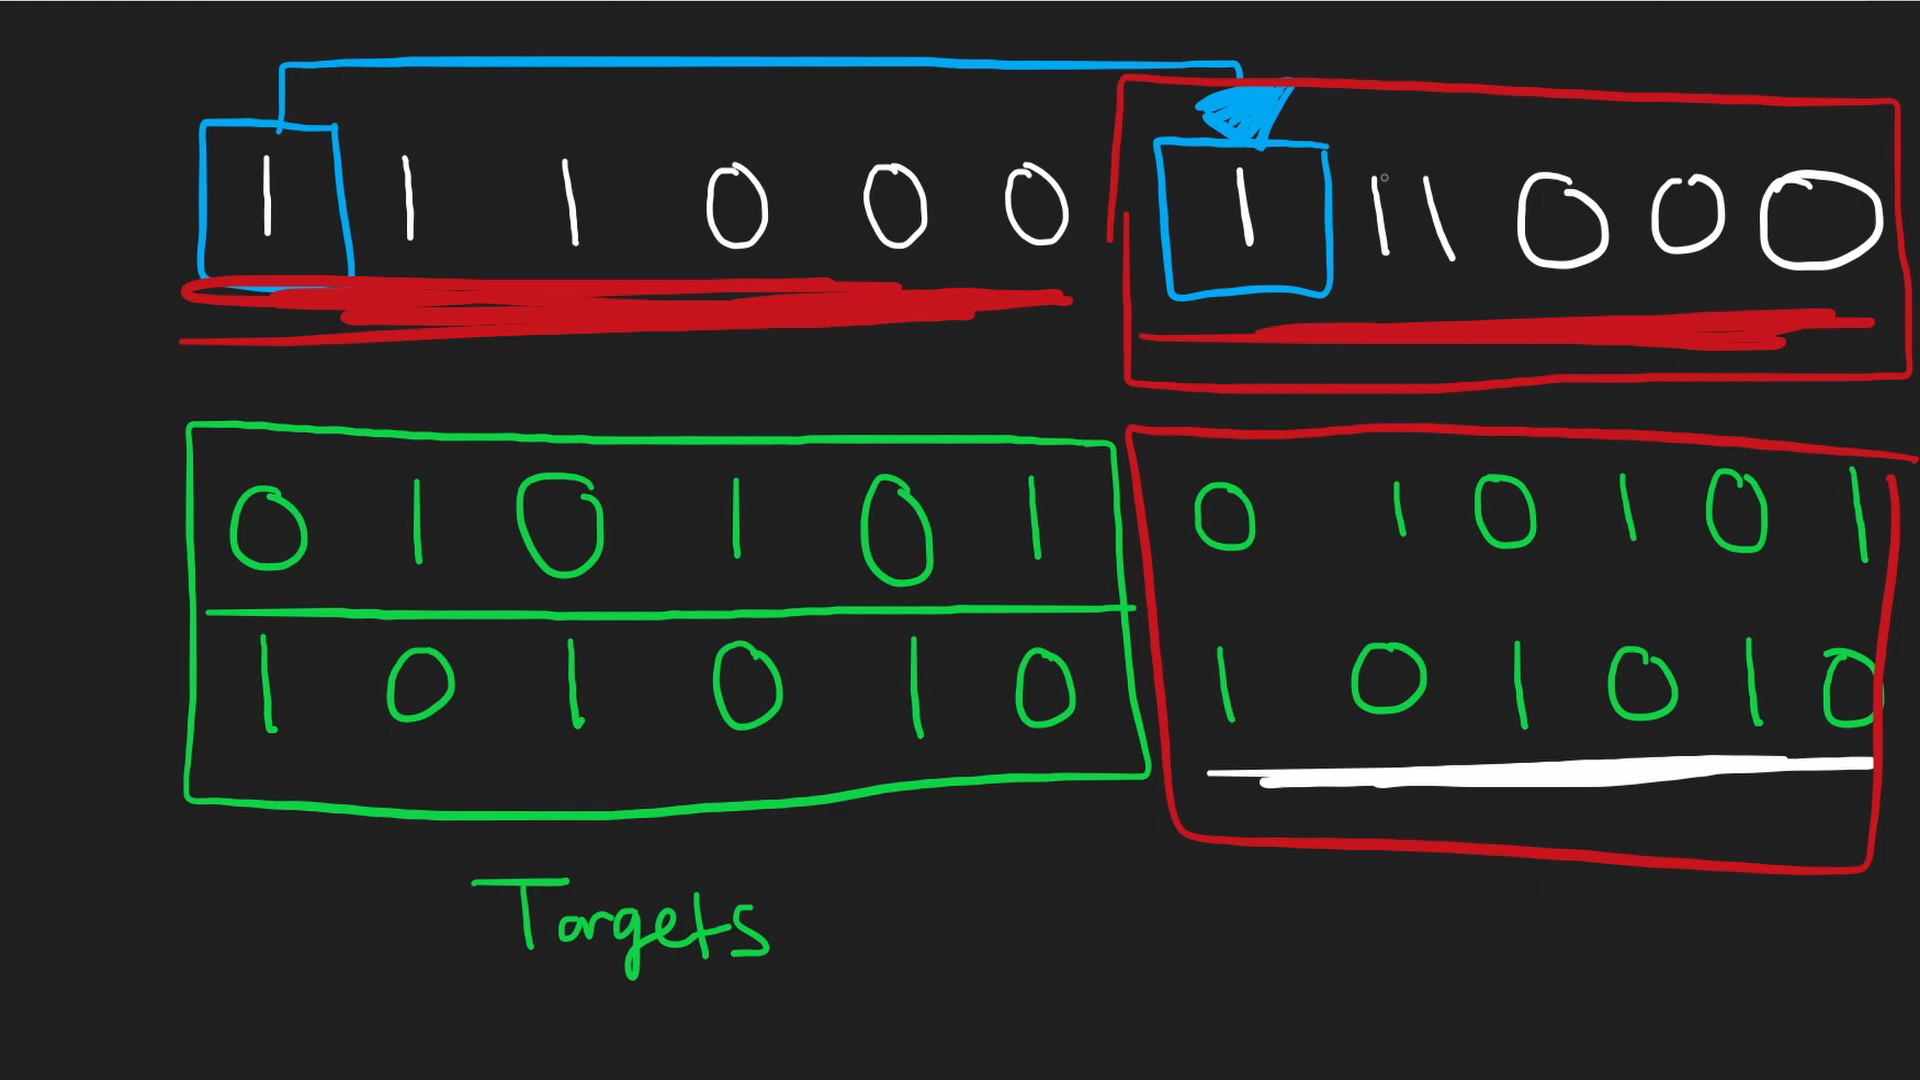 1 1 1 0 0 0 1 1 1 0 0 0
0 1 0 1 0 1 0 1 0 1 0 1
1 0 1 0 1 0 1 0 1 0 1 0
Targets